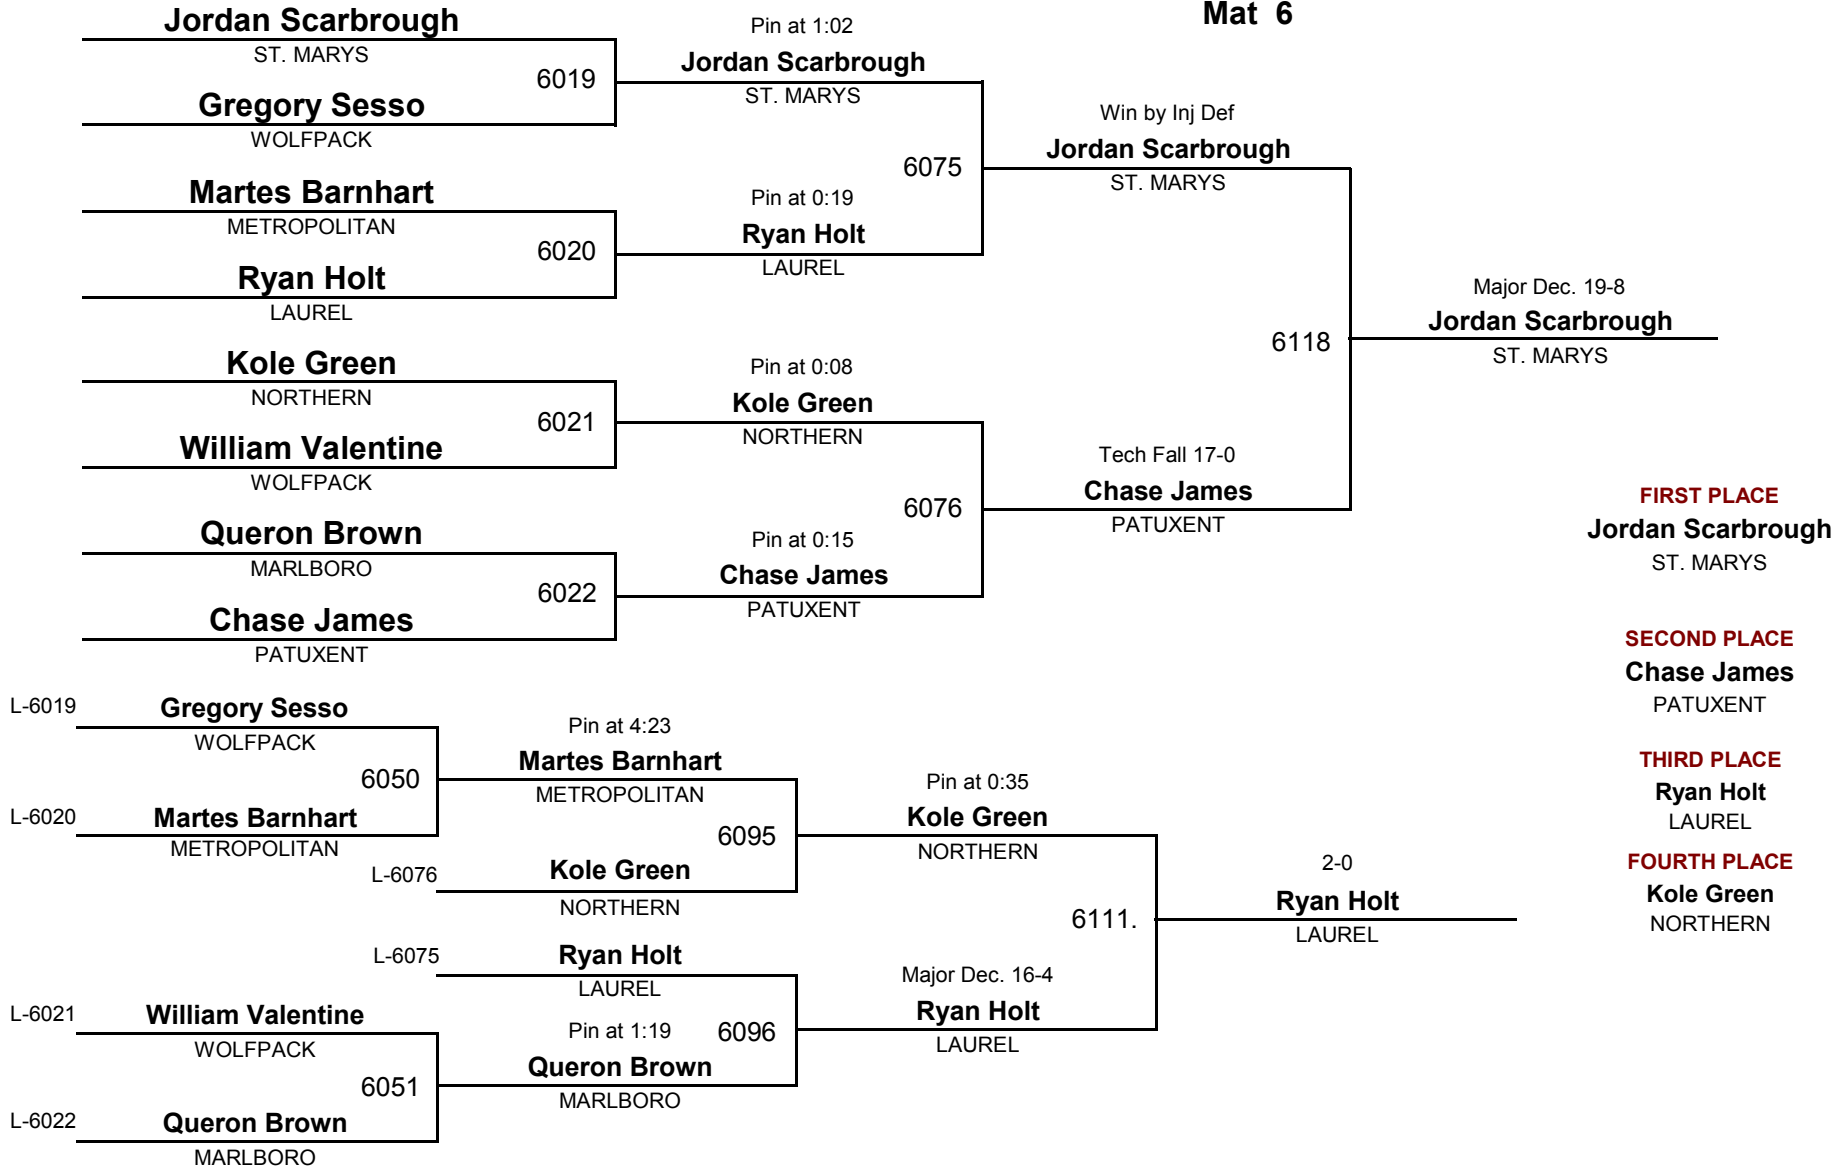 Mat 6
Jordan Scarbrough
ST. MARYS
6019
Gregory Sesso
WOLFPACK
Martes Barnhart
METROPOLITAN
6020
Ryan Holt
LAUREL
Kole Green
NORTHERN
6021
William Valentine
WOLFPACK
Queron Brown
MARLBORO
6022
Chase James
PATUXENT
Pin at 1:02
Jordan Scarbrough
ST. MARYS
6075
Pin at 0:19
Ryan Holt
LAUREL
Pin at 0:08
Kole Green
NORTHERN
6076
Pin at 0:15
Chase James
PATUXENT
Win by Inj Def
Jordan Scarbrough
ST. MARYS
6118
Tech Fall 17-0
Chase James
PATUXENT
Major Dec. 19-8
Jordan Scarbrough
ST. MARYS
FIRST PLACE
Jordan Scarbrough
ST. MARYS
SECOND PLACE
Chase James
PATUXENT
THIRD PLACE
Ryan Holt
LAUREL
FOURTH PLACE
Kole Green
NORTHERN
L-6019
Gregory Sesso
WOLFPACK
6050
L-6020
Martes Barnhart
METROPOLITAN
Pin at 4:23
Martes Barnhart
METROPOLITAN
6095
L-6076
Kole Green
NORTHERN
L-6075
Ryan Holt
LAUREL
L-6021
William Valentine
WOLFPACK
6051
L-6022
Queron Brown
MARLBORO
Pin at 1:19
6096
Queron Brown
MARLBORO
Pin at 0:35
Kole Green
NORTHERN
6111.
Major Dec. 16-4
Ryan Holt
LAUREL
2-0
Ryan Holt
LAUREL